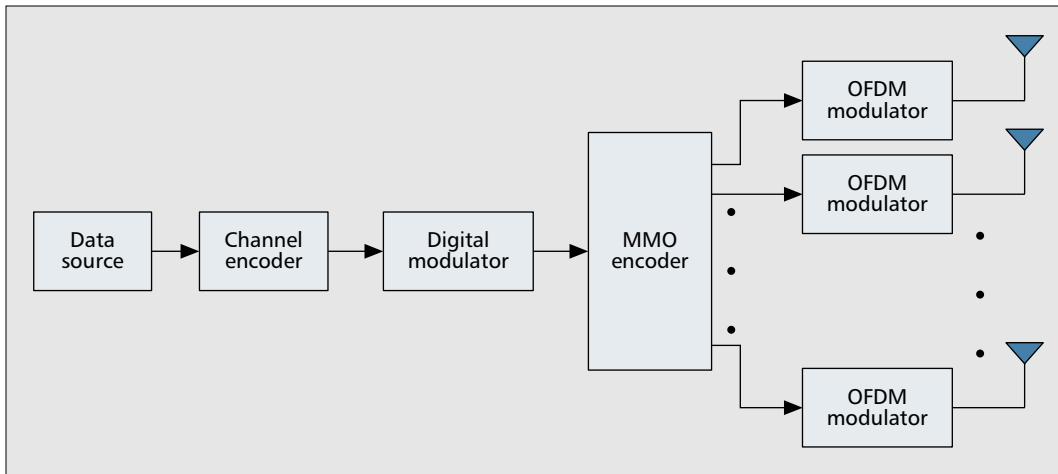 OFDM
modulator
OFDM
modulator
Data
source
Channel
encoder
Digital
modulator
MMO
encoder
OFDM
modulator